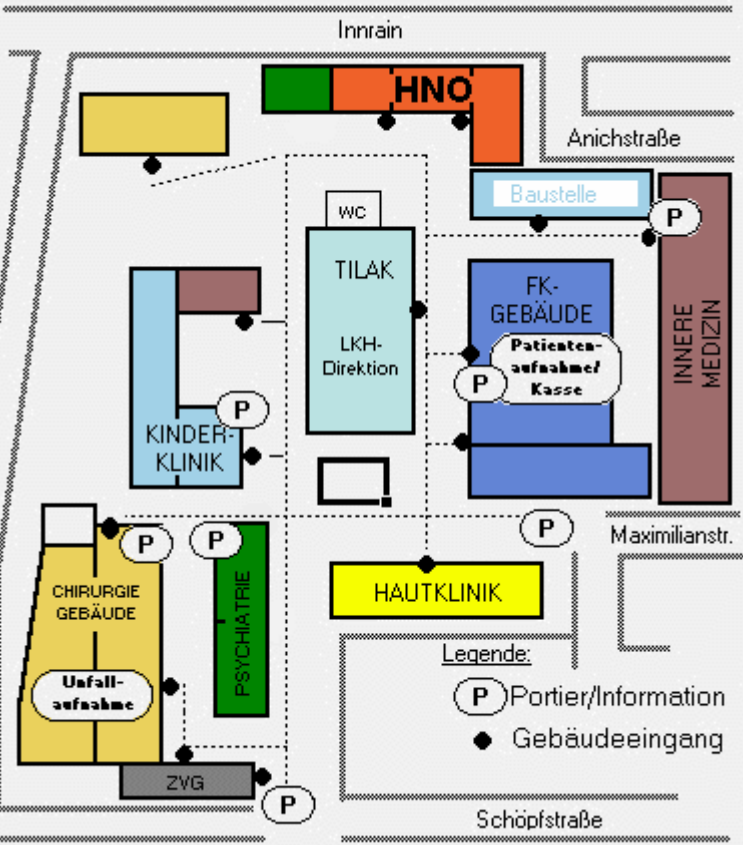 Innrain
HNO
Anichstraße
Baustelle
P
WC
TILAK
LKH-
Direktion
FK-
GEBÄUDE
Patienten-
aufnahme/
Kasse
P
INNERE
MEDIZIN
P
KINDER-
KLINIK
P
P
P
Maximilianstr.
CHIRURGIE
GEBÄUDE
Unfall-
aufnahme
PSYCHIATRIE
HAUTKLINIK
Legende:
P Portier/Information
Gebäudeeingang
ZVG
P
Schöpfstraße